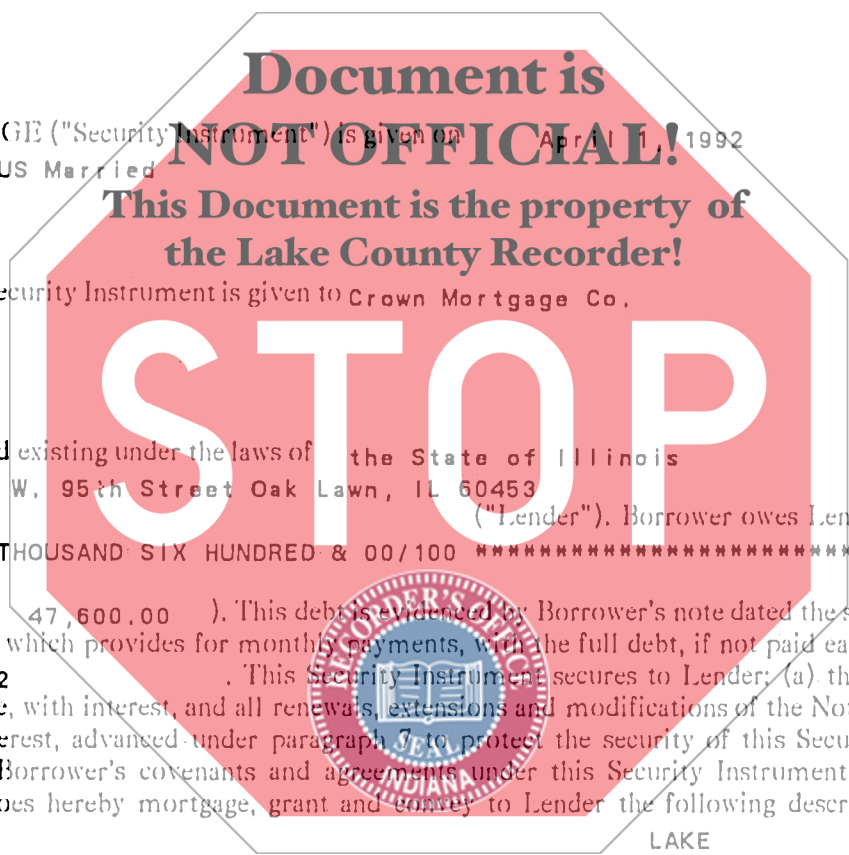 Document is
GE ("Security Instrument") is given on April 1, 1992
NOT OFFICIAL!
US Married
This Document is the property of
the Lake County Recorder!
ecurity Instrument is given to Crown Mortgage Co.
STOP
d existing under the laws of the State of Illinois
W. 95th Street Oak Lawn, IL 60453
("Lender"). Borrower owes Len
THOUSAND SIX HUNDRED & 00/100 **************************
47,600.00 ). This debt is evidenced by Borrower's note dated the s
which provides for monthly payments, with the full debt, if not paid ea
2 . This Security Instrument secures to Lender: (a) th
e, with interest, and all renewals, extensions and modifications of the No
erest, advanced under paragraph 7 to protect the security of this Secu
Borrower's covenants and agreements under this Security Instrument
oes hereby mortgage, grant and convey to Lender the following descr
LAKE
RECORDER'S OFFICE
SEAL
INDIANA